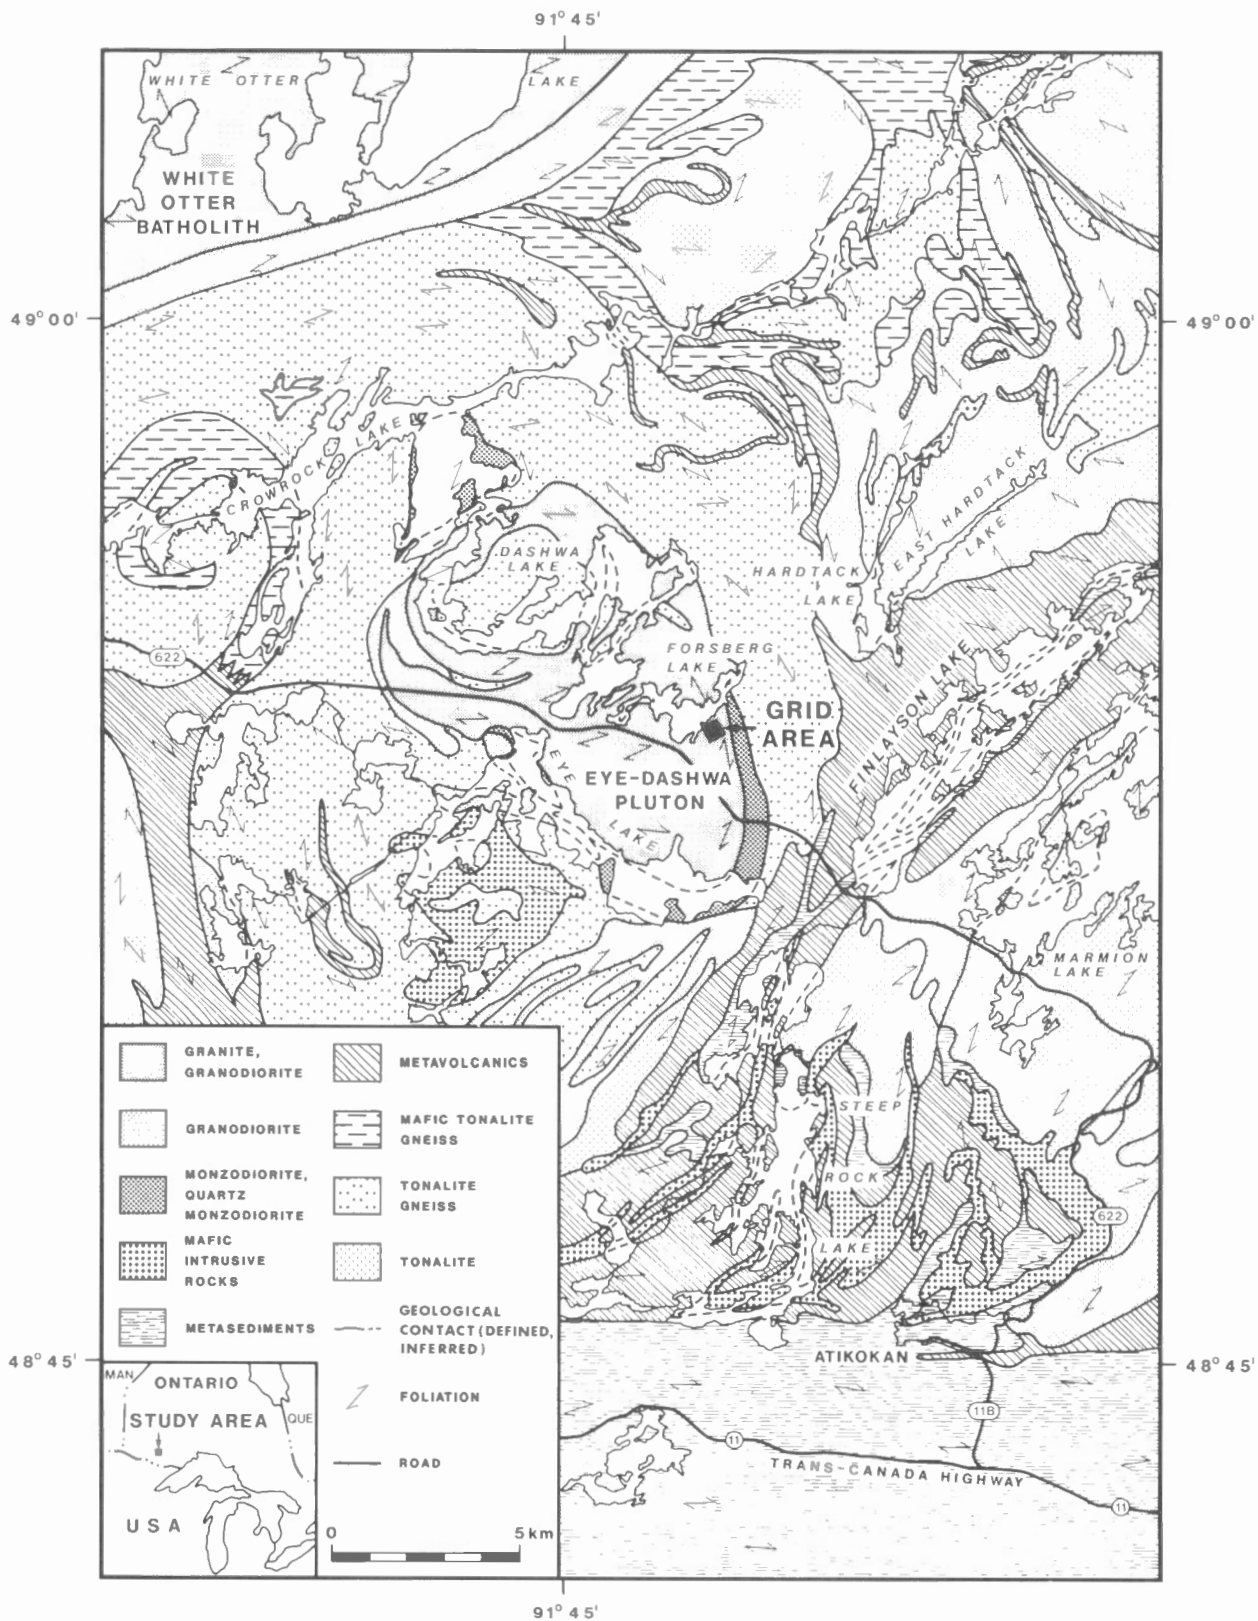 91° 45'
WHITE OTTER
LAKE
WHITE
OTTER
BATHOLITH
49° 00'
49° 00'
CROWROCK LAKE
EAST HARDTACK
LAKE
DASHWA
LAKE
HARDTACK
LAKE
622
FORSBERG
LAKE
FINLAYSON LAKE
GRID
AREA
EYE LAKE
EYE-DASHWA
PLUTON
MARMION
LAKE
STEEP
ROCK
LAKE
622
GRANITE,
GRANODIORITE
GRANODIORITE
MONZODIORITE,
QUARTZ
MONZODIORITE
MAFIC
INTRUSIVE
ROCKS
METASEDIMENTS
METAVOLCANICS
MAFIC TONALITE
GNEISS
TONALITE
GNEISS
TONALITE
GEOLOGICAL
CONTACT (DEFINED,
INFERRED)
FOLIATION
ROAD
0 5 km
48° 45'
48° 45'
MAN
ONTARIO
STUDY AREA
QUE
USA
ATIKOKAN
11B
11
TRANS-CANADA HIGHWAY
11
91° 45'